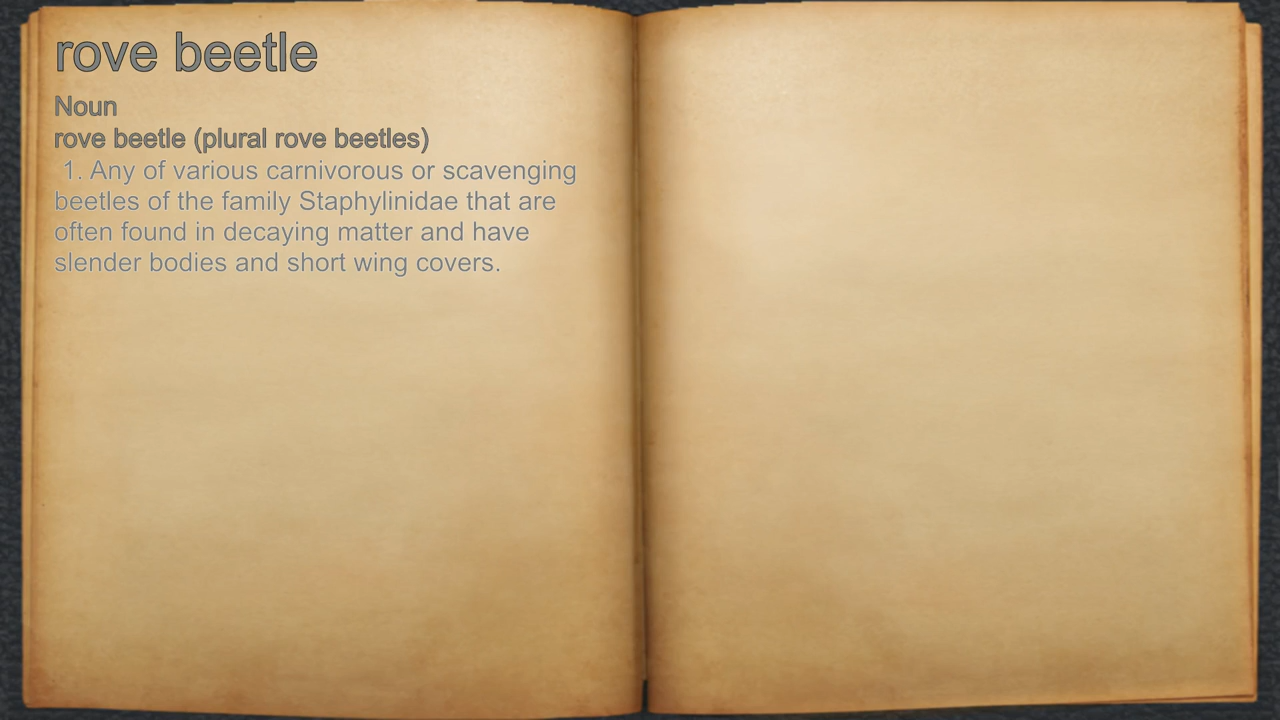 rove beetle
Noun
rove beetle (plural rove beetles)
1. Any of various carnivorous or scavenging
beetles of the family Staphylinidae that are
often found in decaying matter and have
slender bodies and short wing covers.